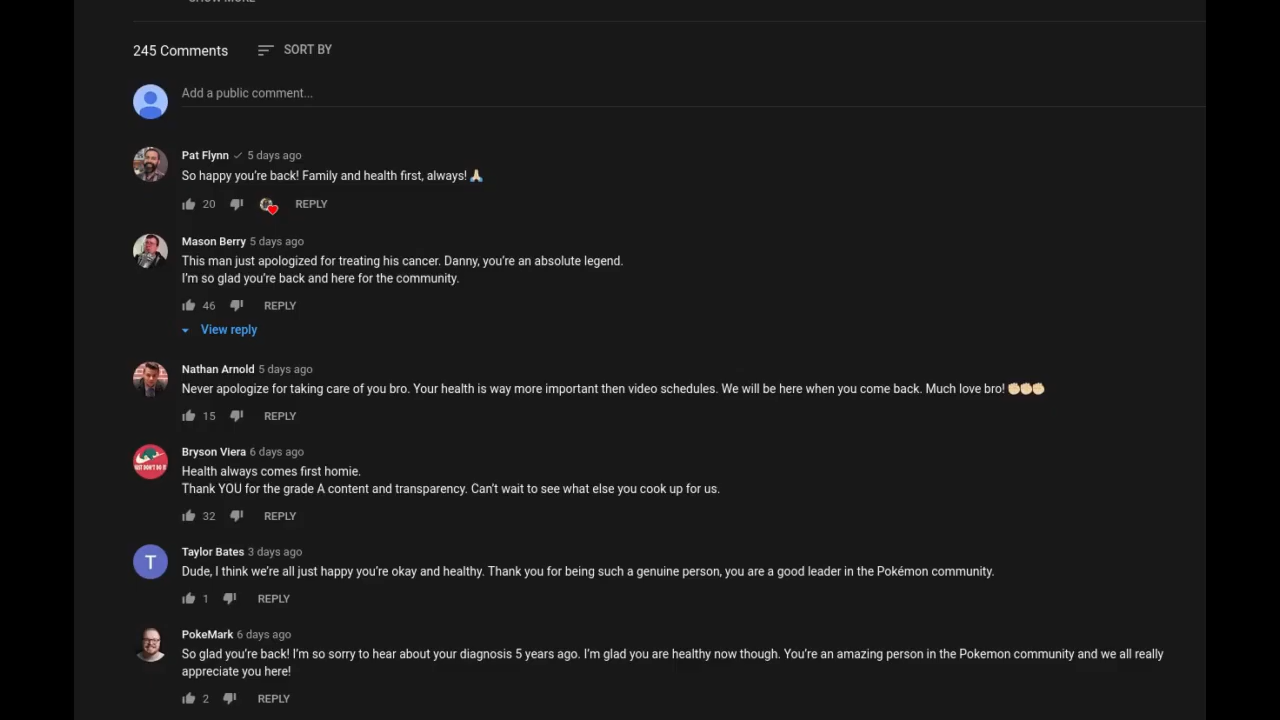 SHOW MORE
245 Comments
SORT BY
Add a public comment...
Pat Flynn 5 days ago
So happy you're back! Family and health first, always! 🙏🏻
20 REPLY
Mason Berry 5 days ago
This man just apologized for treating his cancer. Danny, you're an absolute legend.
I'm so glad you're back and here for the community.
46 REPLY
View reply
Nathan Arnold 5 days ago
Never apologize for taking care of you bro. Your health is way more important then video schedules. We will be here when you come back. Much love bro! ✊🏼✊🏼✊🏼
15 REPLY
Bryson Viera 6 days ago
Health always comes first homie.
Thank YOU for the grade A content and transparency. Can't wait to see what else you cook up for us.
32 REPLY
JUST DON'T DO IT
T
Taylor Bates 3 days ago
Dude, I think we're all just happy you're okay and healthy. Thank you for being such a genuine person, you are a good leader in the Pokémon community.
1 REPLY
PokeMark 6 days ago
So glad you're back! I'm so sorry to hear about your diagnosis 5 years ago. I'm glad you are healthy now though. You're an amazing person in the Pokemon community and we all really
appreciate you here!
2 REPLY